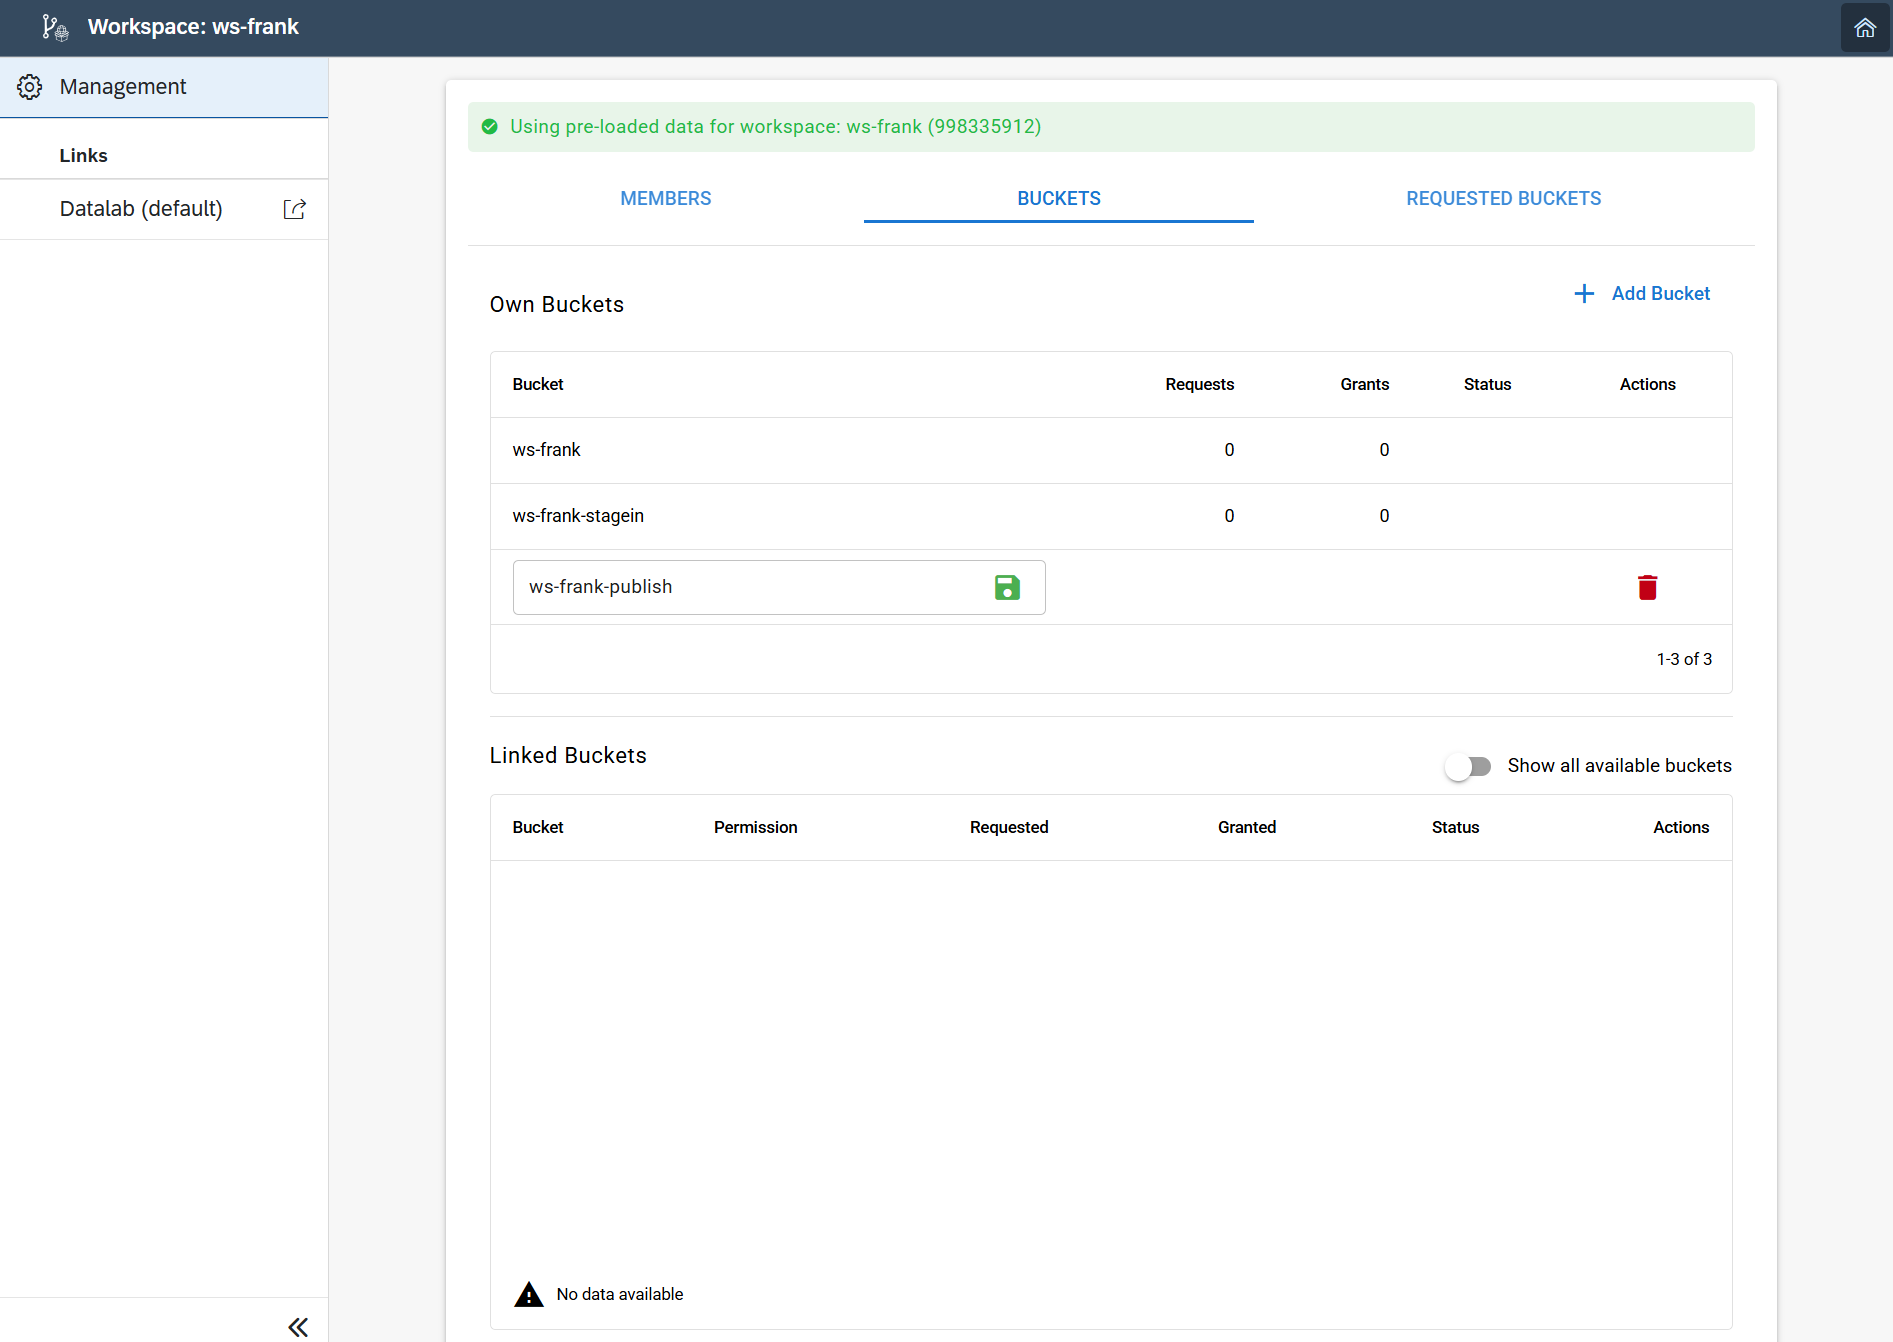 Workspace: ws-frank
Management
Links
Datalab (default)
Using pre-loaded data for workspace: ws-frank (998335912)
MEMBERS BUCKETS REQUESTED BUCKETS
Own Buckets
Add Bucket
Bucket Requests Grants Status Actions
ws-frank 0 0
ws-frank-stagein 0 0
ws-frank-publish
1-3 of 3
Linked Buckets
Show all available buckets
Bucket Permission Requested Granted Status Actions
No data available